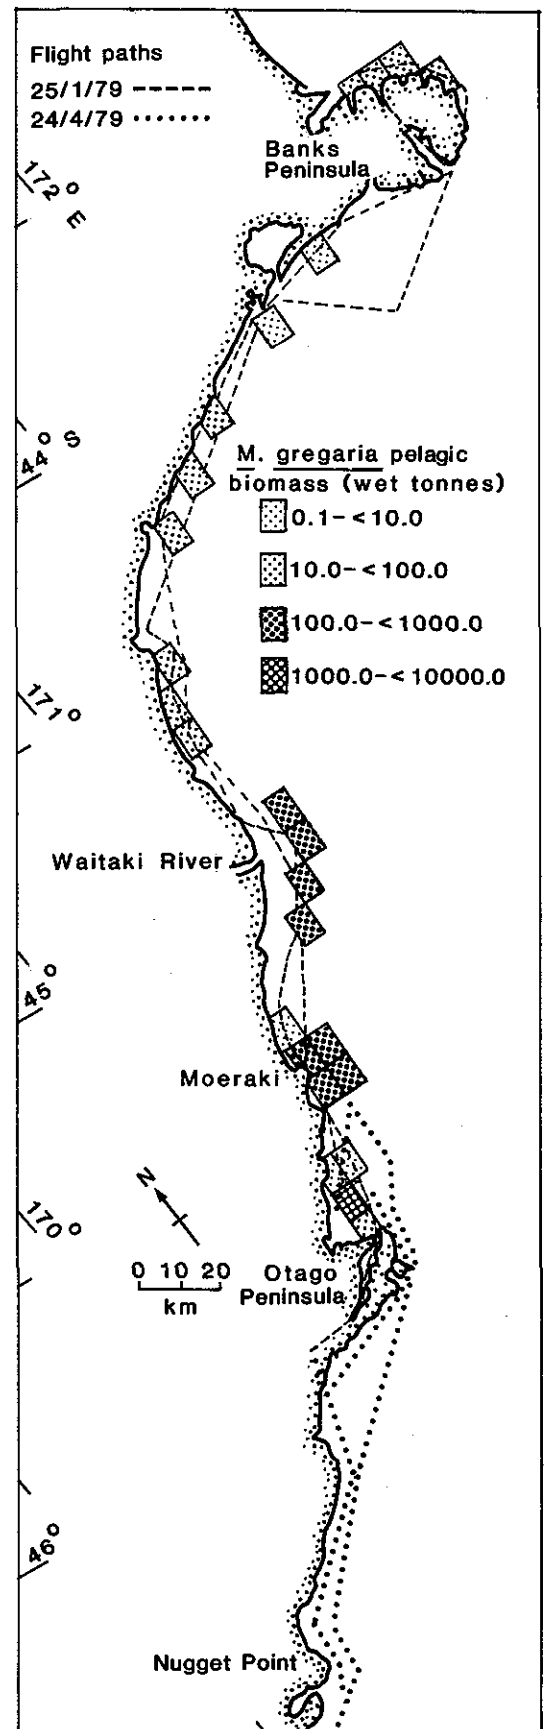 Flight paths
25/1/79
24/4/79
Banks
Peninsula
172° E
44° S
M. gregaria pelagic
biomass (wet tonnes)
0.1-<10.0
10.0-<100.0
100.0-<1000.0
1000.0-<10000.0
171°
Waitaki River
45°
Moeraki
N
170°
0 10 20
km
Otago
Peninsula
46°
Nugget Point